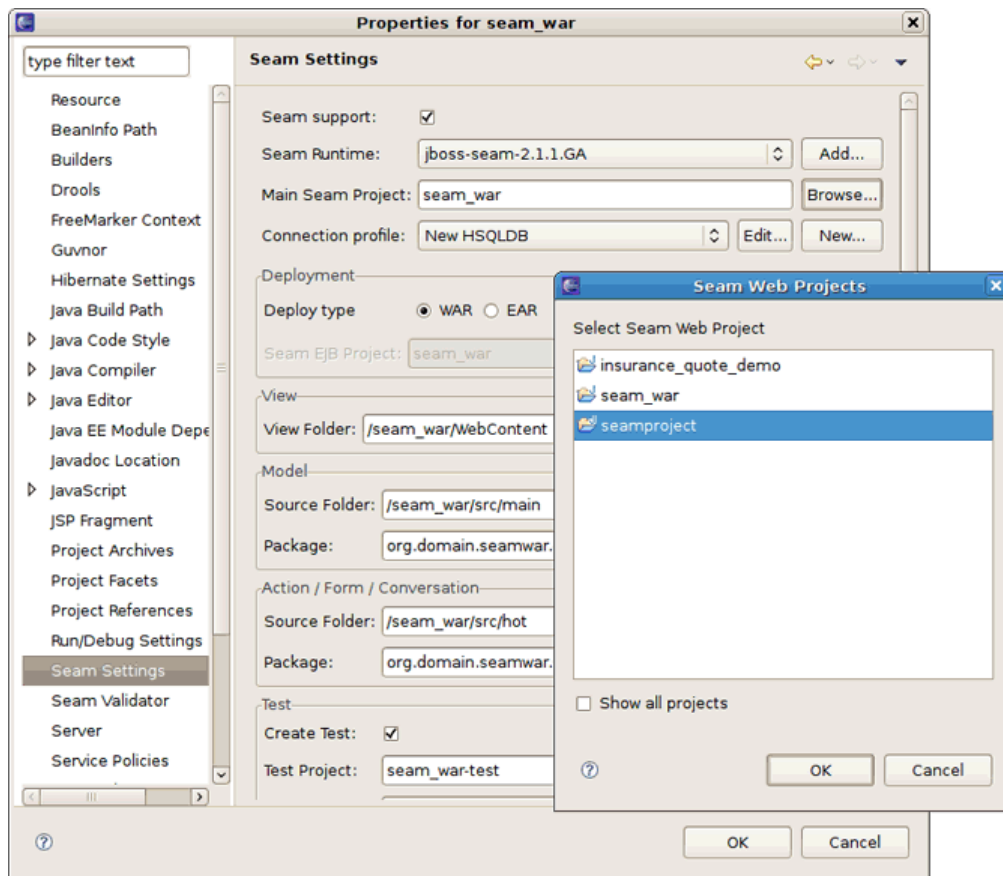 Properties for seam_war
type filter text
Resource
BeanInfo Path
Builders
Drools
FreeMarker Context
Guvnor
Hibernate Settings
Java Build Path
Java Code Style
Java Compiler
Java Editor
Java EE Module Depe
Javadoc Location
JavaScript
JSP Fragment
Project Archives
Project Facets
Project References
Run/Debug Settings
Seam Settings
Seam Validator
Server
Service Policies
Seam Settings
Seam support:
Seam Runtime: jboss-seam-2.1.1.GA Add...
Main Seam Project: seam_war Browse...
Connection profile: New HSQLDB Edit... New...
Deployment
Deploy type WAR EAR
Seam EJB Project: seam_war
View
View Folder: /seam_war/WebContent
Model
Source Folder: /seam_war/src/main
Package: org.domain.seamwar.
Action / Form / Conversation
Source Folder: /seam_war/src/hot
Package: org.domain.seamwar.
Test
Create Test:
Test Project: seam_war-test
OK Cancel
Seam Web Projects
Select Seam Web Project
insurance_quote_demo
seam_war
seamproject
Show all projects
OK Cancel